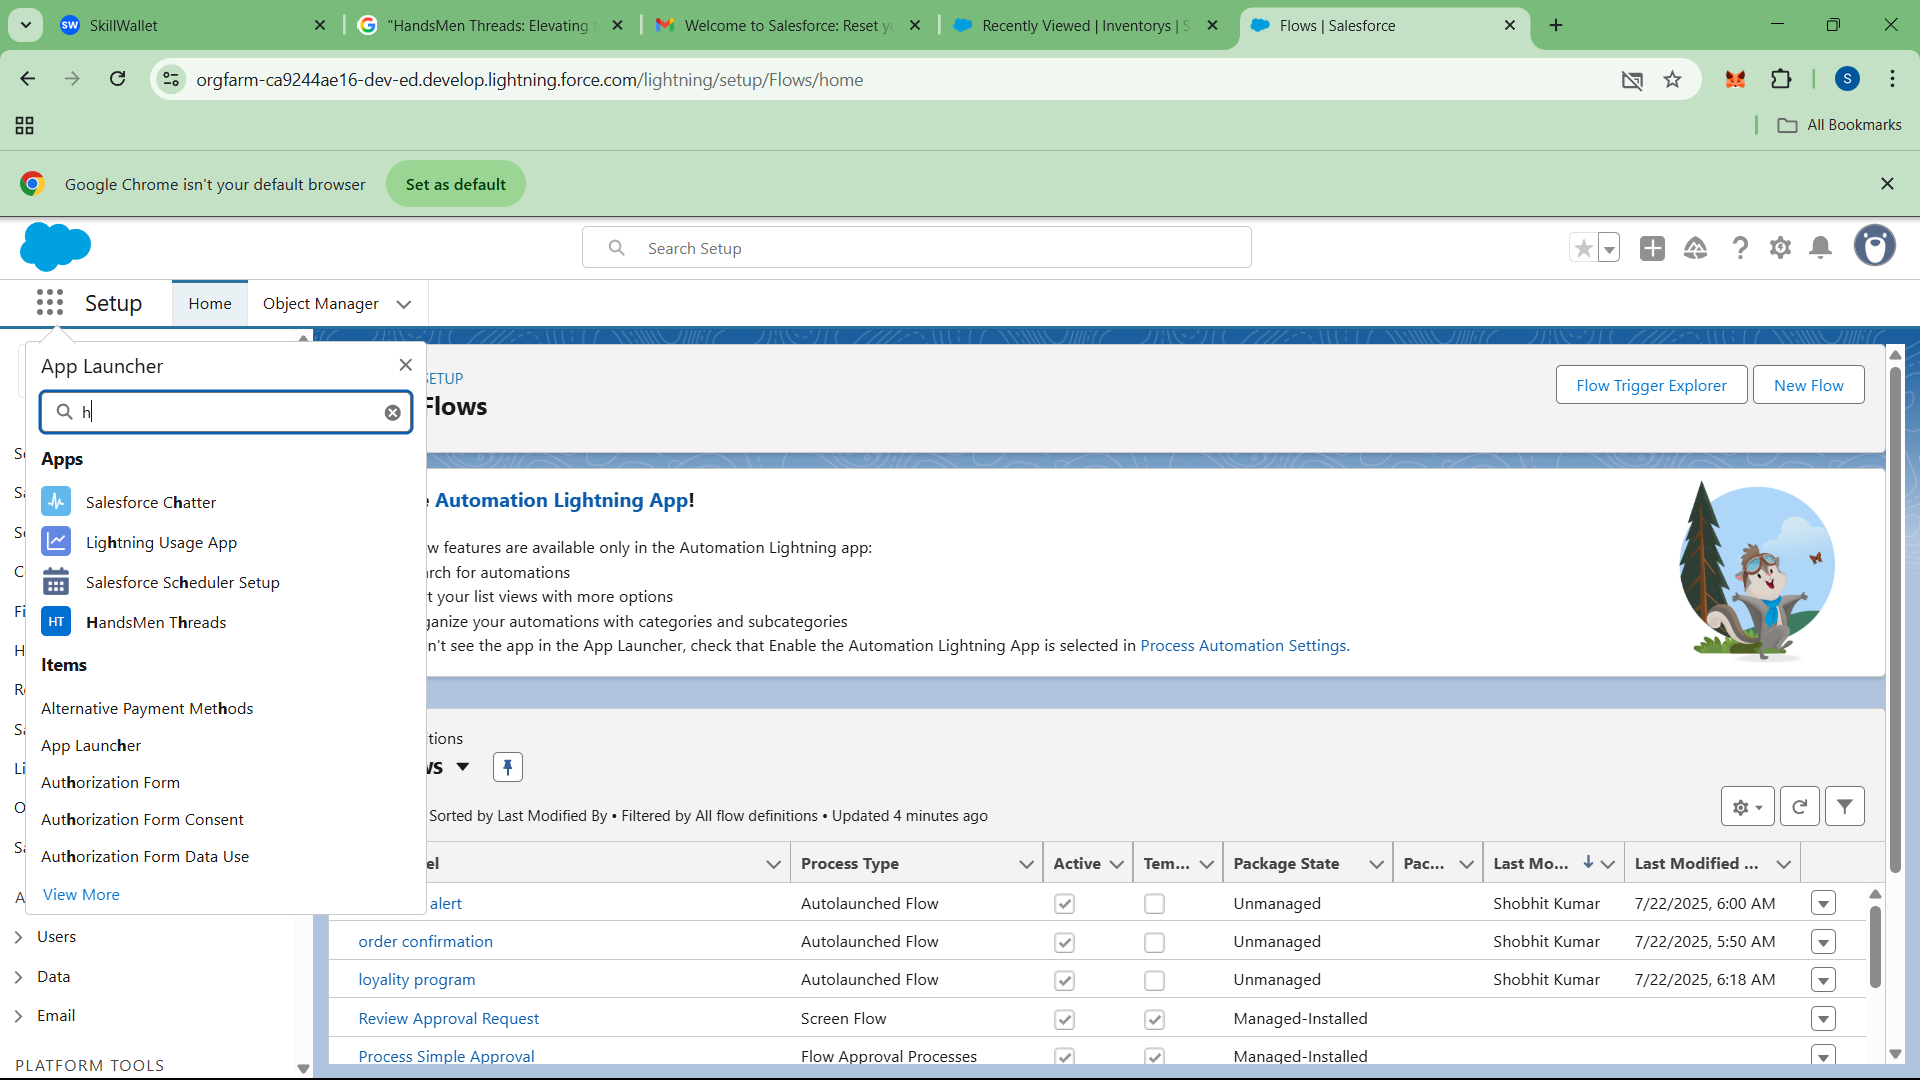 SW SkillWallet
"HandsMen Threads: Elevating
Welcome to Salesforce: Reset yo
Recently Viewed | Inventorys | S
Flows | Salesforce
orgfarm-ca9244ae16-dev-ed.develop.lightning.force.com/lightning/setup/Flows/home
S
All Bookmarks
Google Chrome isn't your default browser
Set as default
Search Setup
Setup
Home
Object Manager
App Launcher
h
Apps
Salesforce Chatter
Lightning Usage App
Salesforce Scheduler Setup
HT HandsMen Threads
Items
Alternative Payment Methods
App Launcher
Authorization Form
Authorization Form Consent
Authorization Form Data Use
View More
Users
Data
Email
PLATFORM TOOLS
SETUP
Flows
Flow Trigger Explorer
New Flow
Automation Lightning App!
features are available only in the Automation Lightning app:
for automations
your list views with more options
your automations with categories and subcategories
see the app in the App Launcher, check that Enable the Automation Lightning App is selected in Process Automation Settings.
Sorted by Last Modified By • Filtered by All flow definitions • Updated 4 minutes ago
Process Type
Active
Tem...
Package State
Pac...
Last Mo...
Last Modified ...
alert Autolaunched Flow Unmanaged Shobhit Kumar 7/22/2025, 6:00 AM
order confirmation Autolaunched Flow Unmanaged Shobhit Kumar 7/22/2025, 5:50 AM
loyality program Autolaunched Flow Unmanaged Shobhit Kumar 7/22/2025, 6:18 AM
Review Approval Request Screen Flow Managed-Installed
Process Simple Approval Flow Approval Processes Managed-Installed